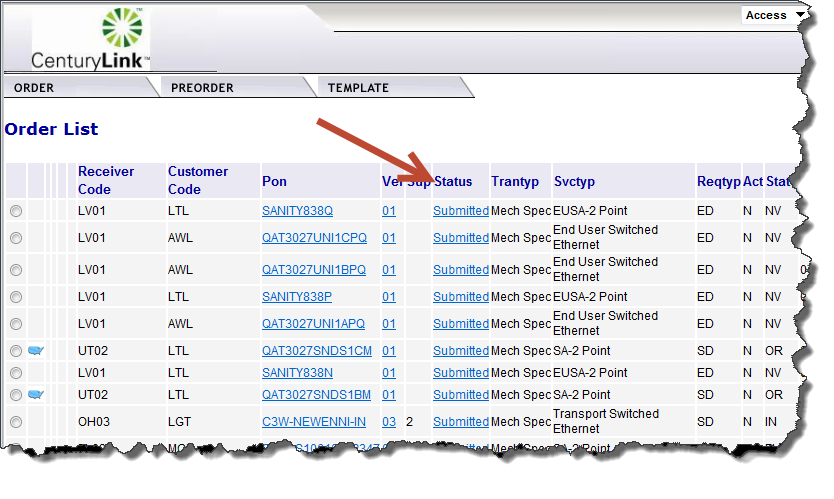 Access
CenturyLink™
ORDER PREORDER TEMPLATE
Order List
Receiver Code Customer Code Pon Ver Sup Status Trantyp Svctyp Reqtyp Act Stat
LV01 LTL SANITY838Q 01 Submitted Mech Spec EUSA-2 Point ED N NV
LV01 AWL QAT3027UNI1CPQ 01 Submitted Mech Spec End User Switched Ethernet ED N NV
LV01 AWL QAT3027UNI1BPQ 01 Submitted Mech Spec End User Switched Ethernet ED N NV
LV01 LTL SANITY838P 01 Submitted Mech Spec EUSA-2 Point ED N NV
LV01 AWL QAT3027UNI1APQ 01 Submitted Mech Spec End User Switched Ethernet ED N NV
UT02 LTL QAT3027SNDS1CM 01 Submitted Mech Spec SA-2 Point SD N OR
LV01 LTL SANITY838N 01 Submitted Mech Spec EUSA-2 Point ED N NV
UT02 LTL QAT3027SNDS1BM 01 Submitted Mech Spec SA-2 Point SD N OR
OH03 LGT C3W-NEWENNI-IN 03 2 Submitted Mech Spec Transport Switched Ethernet SD N IN